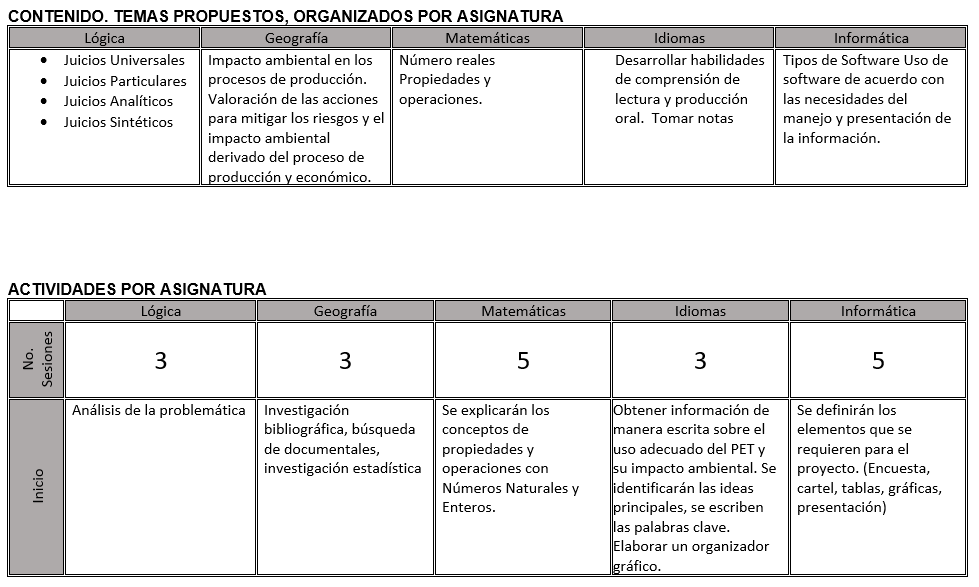 CONTENIDO. TEMAS PROPUESTOS, ORGANIZADOS POR ASIGNATURA
Lógica
Geografía
Matemáticas
Idiomas
Informática
• Juicios Universales
• Juicios Particulares
• Juicios Analíticos
• Juicios Sintéticos
Impacto ambiental en los
procesos de producción.
Valoración de las acciones
para mitigar los riesgos y el
impacto ambiental
derivado del proceso de
producción y económico.
Número reales
Propiedades y
operaciones.
Desarrollar habilidades
de comprensión de
lectura y producción
oral. Tomar notas
Tipos de Software Uso de
software de acuerdo con
las necesidades del
manejo y presentación de
la información.
ACTIVIDADES POR ASIGNATURA
Lógica
Geografía
Matemáticas
Idiomas
Informática
No.
Sesiones
3
3
5
3
5
Inicio
Análisis de la problemática
Investigación
bibliográfica, búsqueda
de documentales,
investigación estadística
Se explicarán los
conceptos de
propiedades y
operaciones con
Números Naturales y
Enteros.
Obtener información de
manera escrita sobre el
uso adecuado del PET y
su impacto ambiental. Se
identificarán las ideas
principales, se escriben
las palabras clave.
Elaborar un organizador
gráfico.
Se definirán los
elementos que se
requieren para el
proyecto. (Encuesta,
cartel, tablas, gráficas,
presentación)